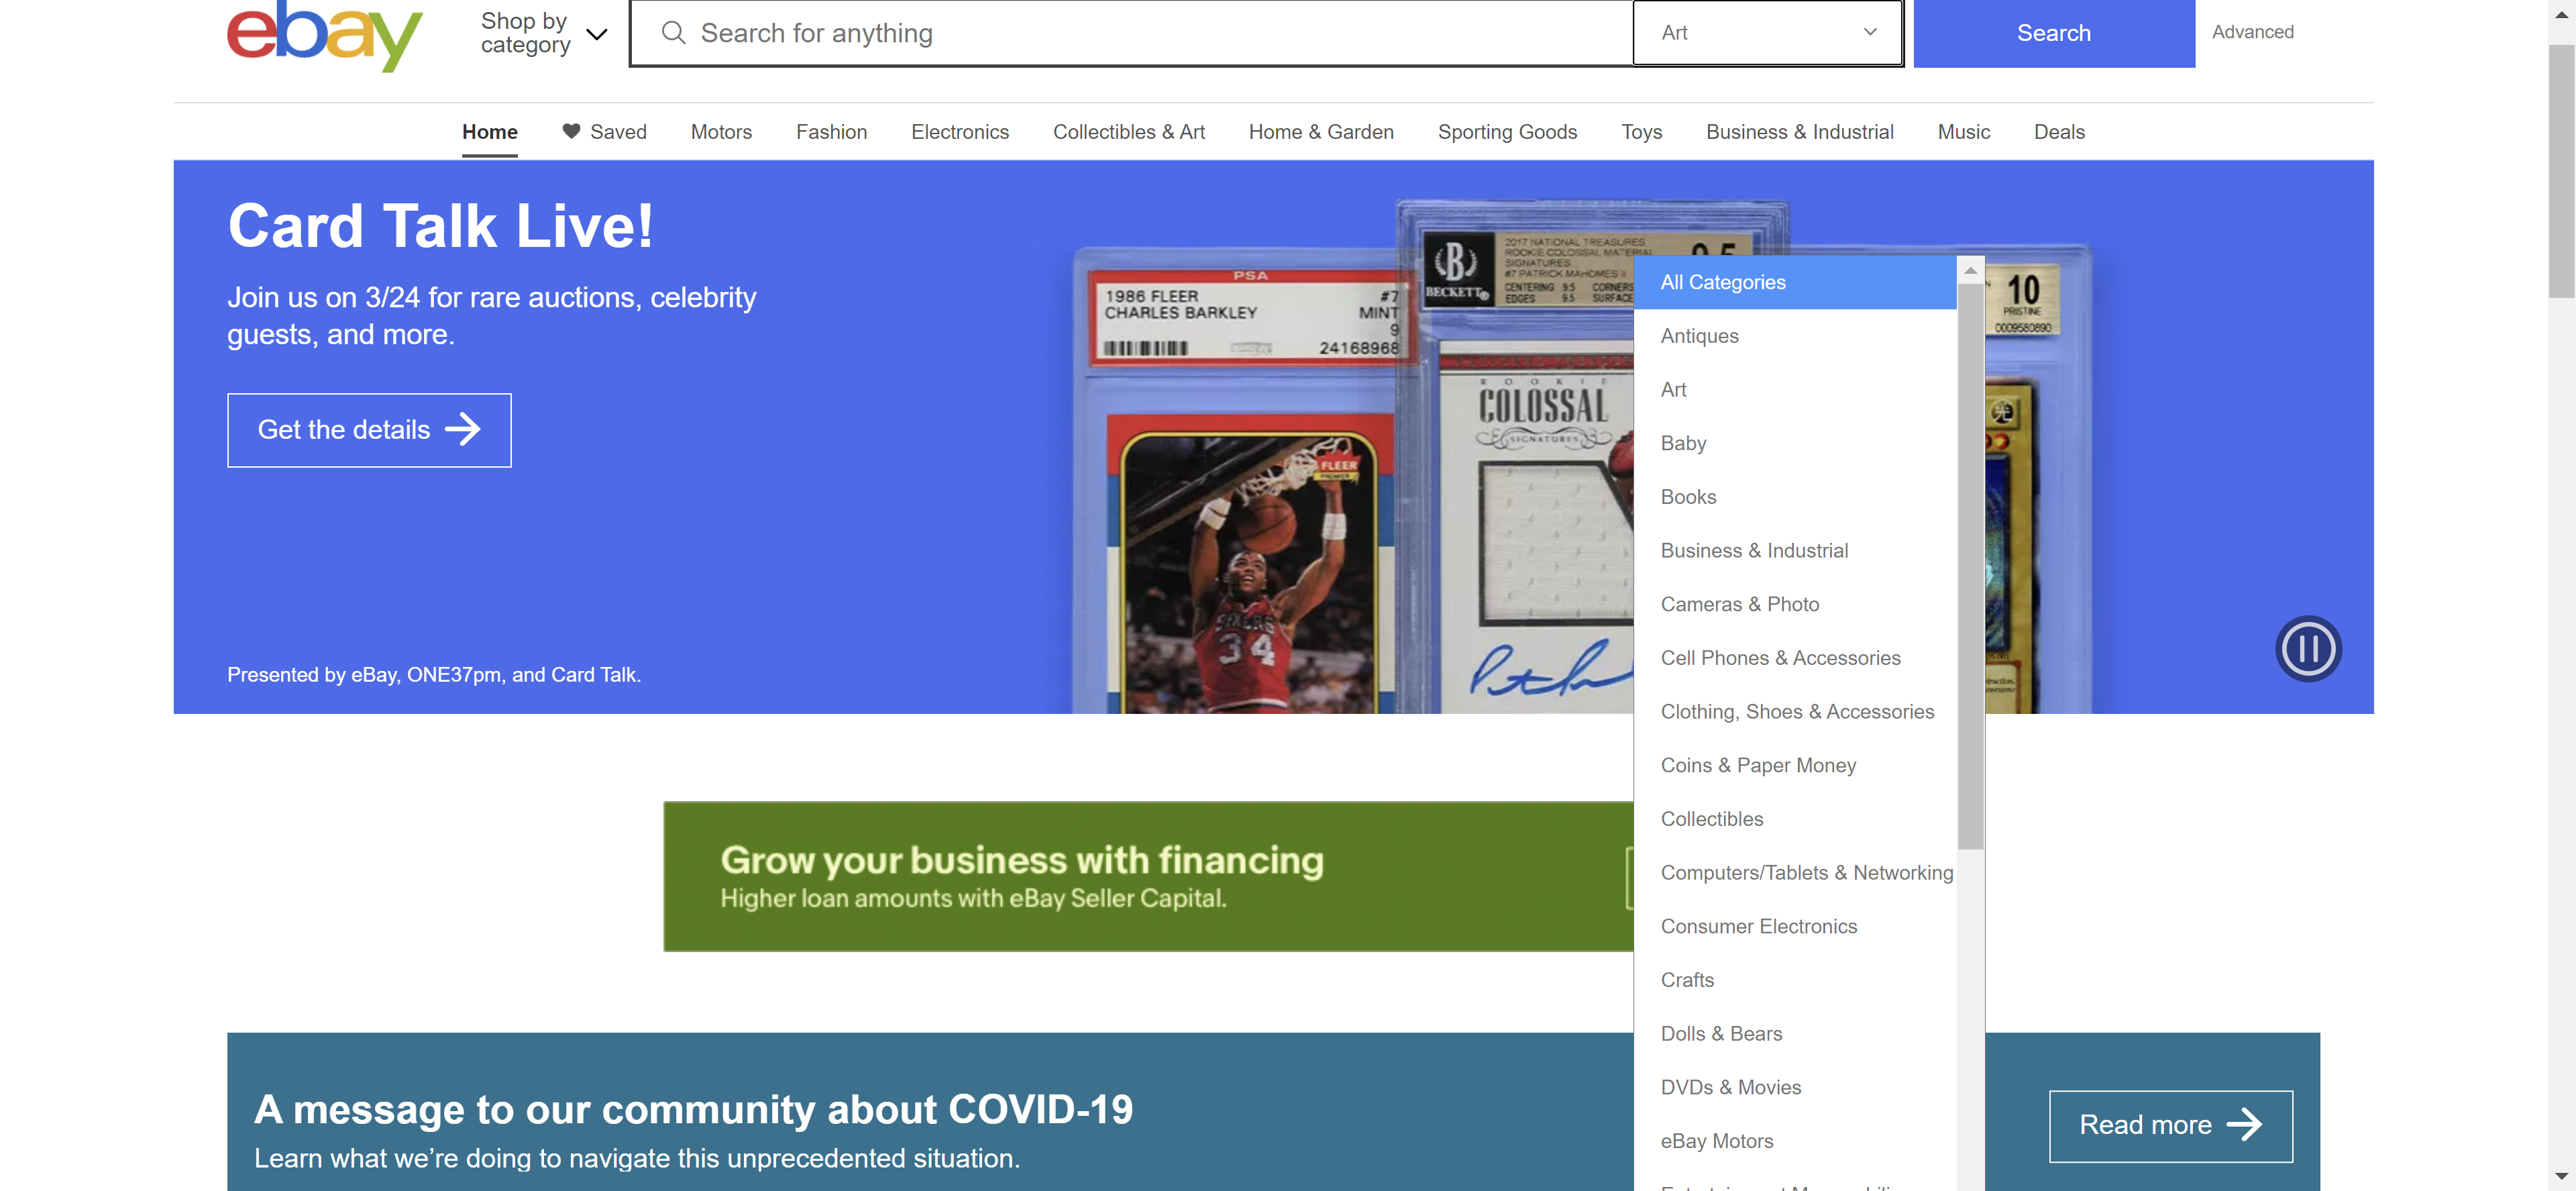 ebay
Shop by
category
Search for anything
Art
Search
Advanced
Home
Saved
Motors
Fashion
Electronics
Collectibles & Art
Home & Garden
Sporting Goods
Toys
Business & Industrial
Music
Deals
Card Talk Live!
Join us on 3/24 for rare auctions, celebrity
guests, and more.
Get the details
Presented by eBay, ONE37pm, and Card Talk.
PSA
1986 FLEER #7
CHARLES BARKLEY MINT
9
24168968
FLEER
PREMIER
34
B
BECKETT
2017 NATIONAL TREASURES
ROOKIE COLOSSAL MATERIAL
SIGNATURES
#7 PATRICK MAHOMES II
CENTERING 9.5 CORNERS
EDGES 9.5 SURFACE
9.5
ROOKIE
COLOSSAL
SIGNATURES
10
PRISTINE
0009580890
光
All Categories
Antiques
Art
Baby
Books
Business & Industrial
Cameras & Photo
Cell Phones & Accessories
Clothing, Shoes & Accessories
Coins & Paper Money
Collectibles
Computers/Tablets & Networking
Consumer Electronics
Crafts
Dolls & Bears
DVDs & Movies
eBay Motors
Grow your business with financing
Higher loan amounts with eBay Seller Capital.
A message to our community about COVID-19
Learn what we're doing to navigate this unprecedented situation.
Read more